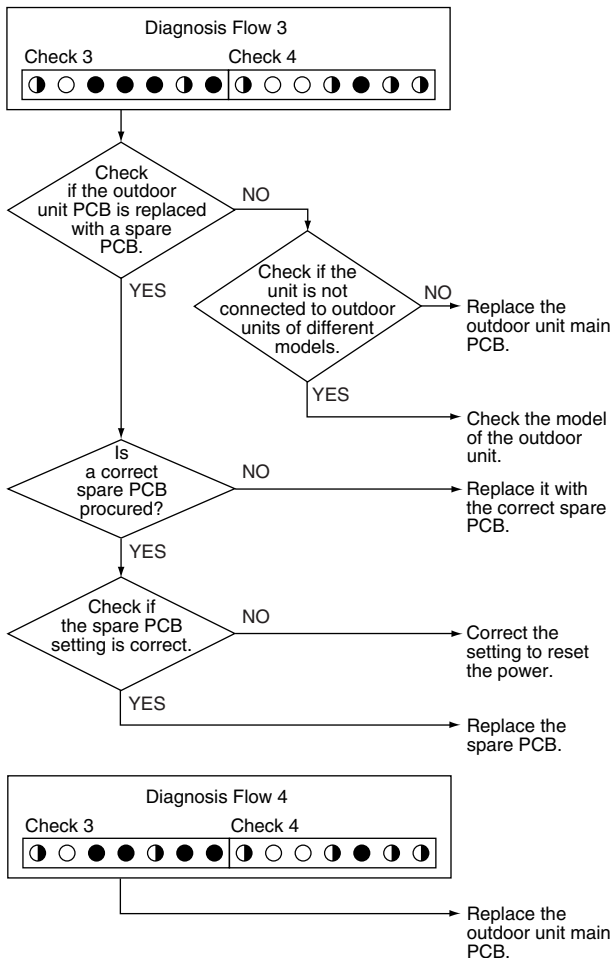 Diagnosis Flow 3
Check 3
Check 4
Check
if the outdoor
unit PCB is replaced
with a spare
PCB.
NO
YES
Check if the
unit is not
connected to outdoor
units of different
models.
NO
Replace the
outdoor unit main
PCB.
YES
Check the model
of the outdoor
unit.
Is
a correct
spare PCB
procured?
NO
Replace it with
the correct spare
PCB.
YES
Check if
the spare PCB
setting is correct.
NO
Correct the
setting to reset
the power.
YES
Replace the
spare PCB.
Diagnosis Flow 4
Check 3
Check 4
Replace the
outdoor unit main
PCB.